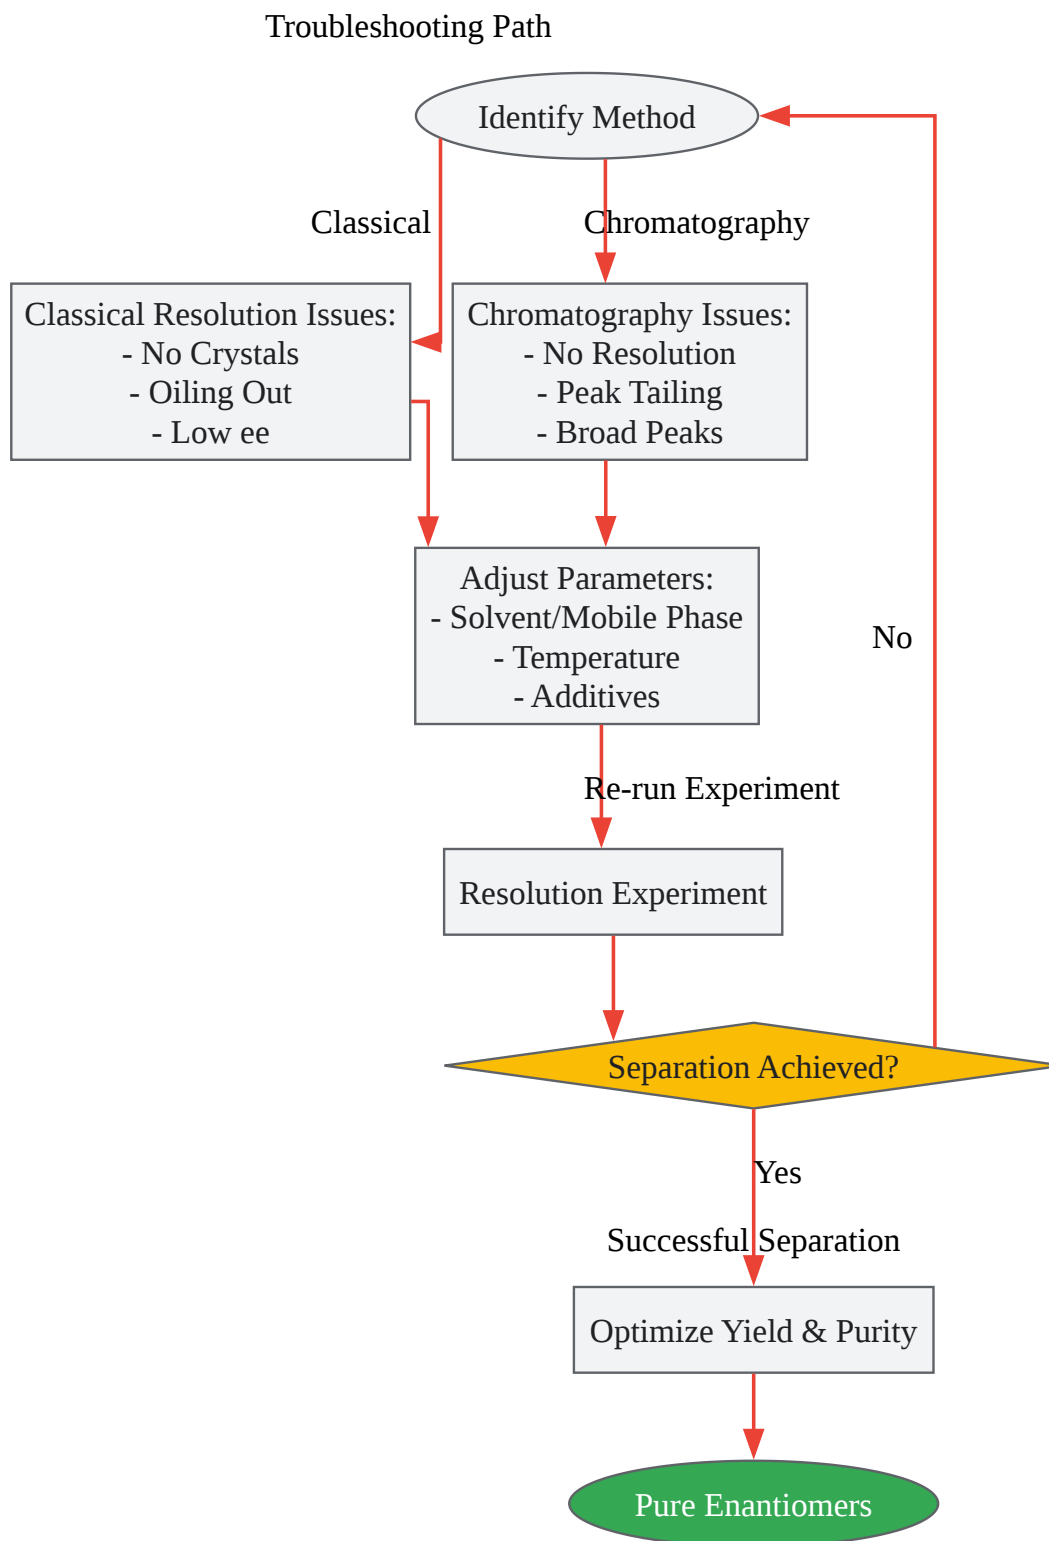 Troubleshooting Path
Identify Method
Classical
Chromatography
Classical Resolution Issues:
- No Crystals
- Oiling Out
- Low ee
Chromatography Issues:
- No Resolution
- Peak Tailing
- Broad Peaks
Adjust Parameters:
- Solvent/Mobile Phase
- Temperature
- Additives
No
Re-run Experiment
Resolution Experiment
Separation Achieved?
Yes
Successful Separation
Optimize Yield & Purity
Pure Enantiomers